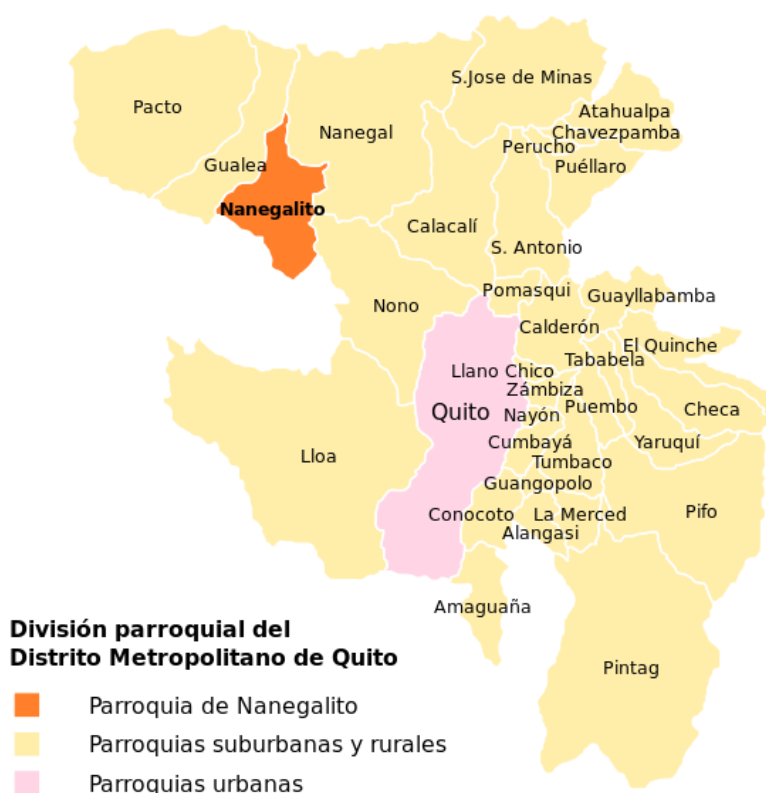 S.Jose de Minas
Pacto
Atahualpa
Nanegal
Chavezpamba
Perucho
Gualea
Puéllaro
Nanegalito
Calacalí
S. Antonio
Pomasqui
Guayllabamba
Nono
Calderón
El Quinche
Tababela
Llano Chico
Zámbiza
Quito
Nayón
Puembo
Checa
Cumbayá
Yaruquí
Lloa
Tumbaco
Guangopolo
Conocoto
La Merced
Pifo
Alangasi
Amaguaña
Pintag
División parroquial del
Distrito Metropolitano de Quito
Parroquia de Nanegalito
Parroquias suburbanas y rurales
Parroquias urbanas